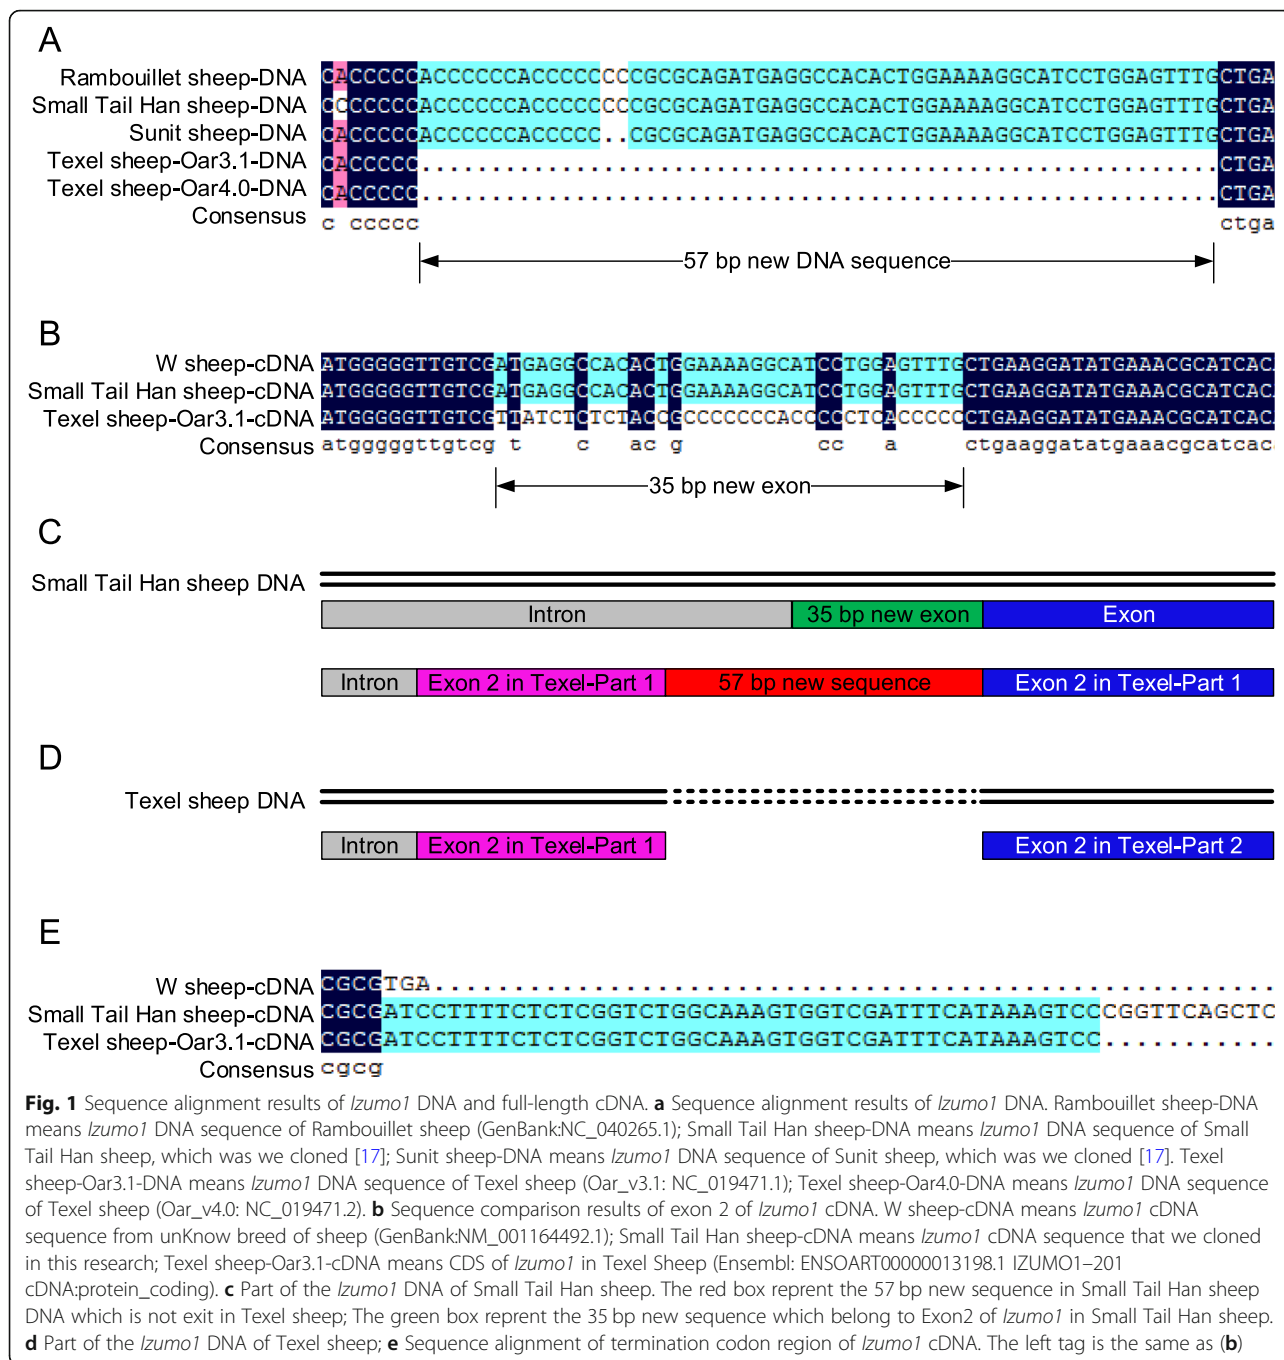 A
Rambouillet sheep-DNA CACCCCCACCCCCCACCCCCCCCGCGCAGATGAGGCCACACTGGAAAAGGCATCCTGGAGTTTGCTGA
Small Tail Han sheep-DNA CCCCCCCACCCCCCACCCCCCCCGCGCAGATGAGGCCACACTGGAAAAGGCATCCTGGAGTTTGCTGA
Sunit sheep-DNA CACCCCCACCCCCCACCCCC..CGCGCAGATGAGGCCACACTGGAAAAGGCATCCTGGAGTTTGCTGA
Texel sheep-Oar3.1-DNA CACCCCC.........................................................CTGA
Texel sheep-Oar4.0-DNA CACCCCC.........................................................CTGA
Consensus c ccccc ctga
57 bp new DNA sequence
B
W sheep-cDNA ATGGGGGTTGTCGATGAGGCCACACTGGAAAAGGCATCCTGGAGTTTGCTGAAGGATATGAAACGCATCAC
Small Tail Han sheep-cDNA ATGGGGGTTGTCGATGAGGCCACACTGGAAAAGGCATCCTGGAGTTTGCTGAAGGATATGAAACGCATCAC
Texel sheep-Oar3.1-cDNA ATGGGGGTTGTCGTTATCTCTCTACCGCCCCCCCACCCCCTCACCCCCCTGAAGGATATGAAACGCATCAC
Consensus atgggggttgtcg t c ac g cc a ctgaaggatatgaaacgcatcac
35 bp new exon
C
Small Tail Han sheep DNA
Intron 35 bp new exon Exon
Intron Exon 2 in Texel-Part 1 57 bp new sequence Exon 2 in Texel-Part 1
D
Texel sheep DNA
Intron Exon 2 in Texel-Part 1 Exon 2 in Texel-Part 2
E
W sheep-cDNA CGCGTGA........................................................
Small Tail Han sheep-cDNA CGCGATCCTTTTCTCTCGGTCTGGCAAAGTGGTCGATTTCATAAAGTCCCGGTTCAGCTC
Texel sheep-Oar3.1-cDNA CGCGATCCTTTTCTCTCGGTCTGGCAAAGTGGTCGATTTCATAAAGTCC............
Consensus cgcg
Fig. 1 Sequence alignment results of Izumo1 DNA and full-length cDNA. a Sequence alignment results of Izumo1 DNA. Rambouillet sheep-DNA
means Izumo1 DNA sequence of Rambouillet sheep (GenBank:NC_040265.1); Small Tail Han sheep-DNA means Izumo1 DNA sequence of Small
Tail Han sheep, which was we cloned [17]; Sunit sheep-DNA means Izumo1 DNA sequence of Sunit sheep, which was we cloned [17]. Texel
sheep-Oar3.1-DNA means Izumo1 DNA sequence of Texel sheep (Oar_v3.1: NC_019471.1); Texel sheep-Oar4.0-DNA means Izumo1 DNA sequence
of Texel sheep (Oar_v4.0: NC_019471.2). b Sequence comparison results of exon 2 of Izumo1 cDNA. W sheep-cDNA means Izumo1 cDNA
sequence from unKnow breed of sheep (GenBank:NM_001164492.1); Small Tail Han sheep-cDNA means Izumo1 cDNA sequence that we cloned
in this research; Texel sheep-Oar3.1-cDNA means CDS of Izumo1 in Texel Sheep (Ensembl: ENSOART00000013198.1 IZUMO1–201
cDNA:protein_coding). c Part of the Izumo1 DNA of Small Tail Han sheep. The red box reprent the 57 bp new sequence in Small Tail Han sheep
DNA which is not exit in Texel sheep; The green box reprent the 35 bp new sequence which belong to Exon2 of Izumo1 in Small Tail Han sheep.
d Part of the Izumo1 DNA of Texel sheep; e Sequence alignment of termination codon region of Izumo1 cDNA. The left tag is the same as (b)